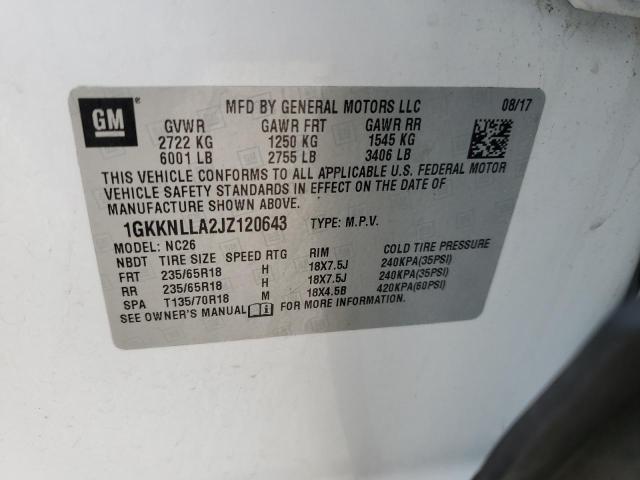 GM MFD BY GENERAL MOTORS LLC 08/17
GVWR GAWR FRT GAWR RR
2722 KG 1250 KG 1545 KG
6001 LB 2755 LB 3406 LB
THIS VEHICLE CONFORMS TO ALL APPLICABLE U.S. FEDERAL MOTOR
VEHICLE SAFETY STANDARDS IN EFFECT ON THE DATE OF
MANUFACTURE SHOWN ABOVE.
1GKKNLLA2JZ120643 TYPE: M.P.V.
MODEL: NC26
NBDT TIRE SIZE SPEED RTG RIM COLD TIRE PRESSURE
FRT 235/65R18 H 18X7.5J 240KPA(35PSI)
RR 235/65R18 H 18X7.5J 240KPA(35PSI)
SPA T135/70R18 M 18X4.5B 420KPA(60PSI)
SEE OWNER'S MANUAL FOR MORE INFORMATION